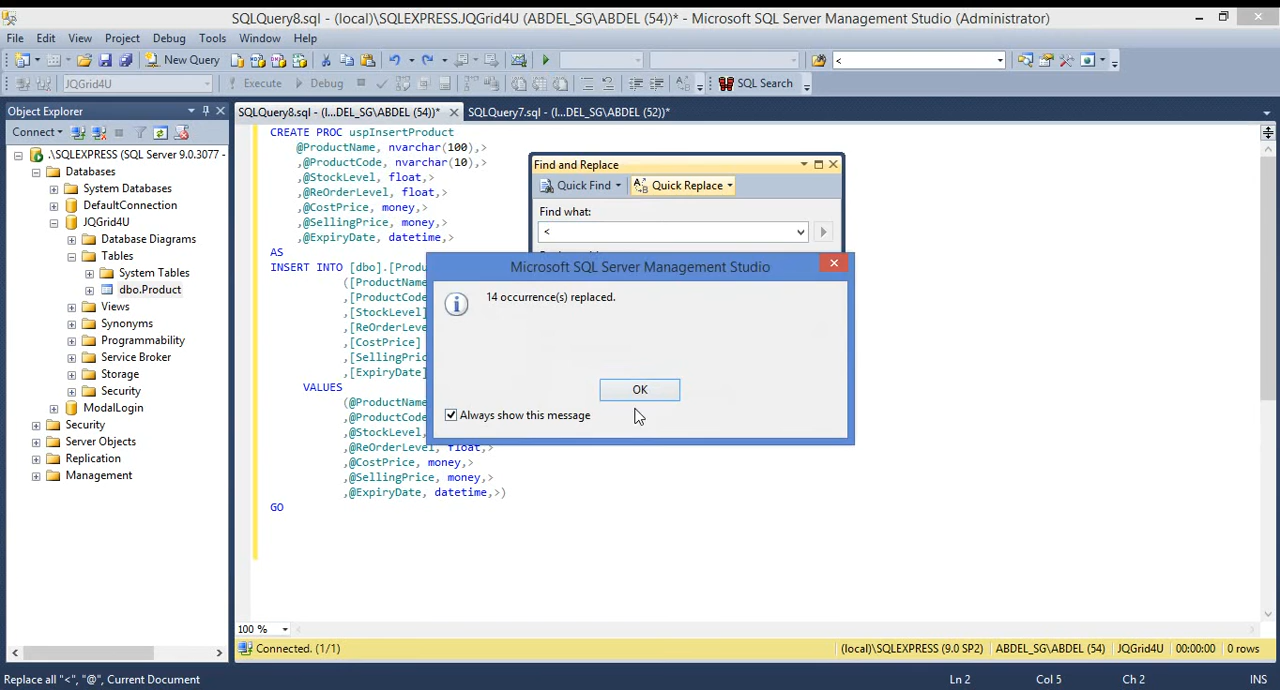 SQLQuery8.sql - (local)\SQLEXPRESS.JQGrid4U (ABDEL_SG\ABDEL (54))* - Microsoft SQL Server Management Studio (Administrator)
File Edit View Project Debug Tools Window Help
New Query <
JQGrid4U Execute Debug SQL Search
Object Explorer
SQLQuery8.sql - (l...DEL_SG\ABDEL (54))* SQLQuery7.sql - (l...DEL_SG\ABDEL (52))*
Connect
.\SQLEXPRESS (SQL Server 9.0.3077 -
Databases
System Databases
DefaultConnection
JQGrid4U
Database Diagrams
Tables
System Tables
dbo.Product
Views
Synonyms
Programmability
Service Broker
Storage
Security
ModalLogin
Security
Server Objects
Replication
Management
CREATE PROC uspInsertProduct
@ProductName, nvarchar(100),>
,@ProductCode, nvarchar(10),>
,@StockLevel, float,>
,@ReOrderLevel, float,>
,@CostPrice, money,>
,@SellingPrice, money,>
,@ExpiryDate, datetime,>
AS
INSERT INTO [dbo].[Produ
([ProductName
,[ProductCode
,[StockLevel]
,[ReOrderLeve
,[CostPrice]
,[SellingPric
,[ExpiryDate]
VALUES
(@ProductName
,@ProductCode
,@StockLevel,
,@ReOrderLevel, float,>
,@CostPrice, money,>
,@SellingPrice, money,>
,@ExpiryDate, datetime,>)
GO
Find and Replace
Quick Find Quick Replace
Find what:
<
Microsoft SQL Server Management Studio
14 occurrence(s) replaced.
OK
Always show this message
100 %
Connected. (1/1) (local)\SQLEXPRESS (9.0 SP2) ABDEL_SG\ABDEL (54) JQGrid4U 00:00:00 0 rows
Replace all "<", "@", Current Document Ln 2 Col 5 Ch 2 INS